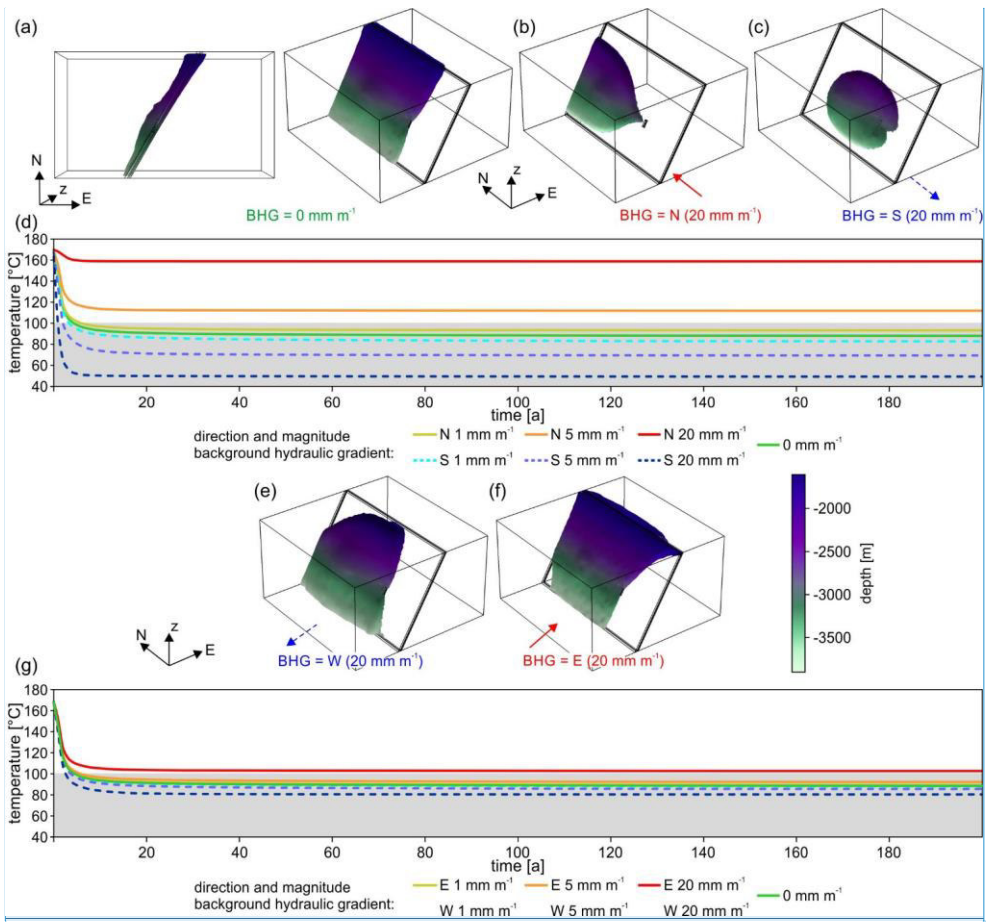 (a) (b) (c)
N z E
N z E
BHG = 0 mm m⁻¹ BHG = N (20 mm m⁻¹) BHG = S (20 mm m⁻¹)
(d)
temperature [°C]
180
160
140
120
100
80
60
40
20 40 60 80 100 120 140 160 180
time [a]
direction and magnitude
background hydraulic gradient:
N 1 mm m⁻¹ N 5 mm m⁻¹ N 20 mm m⁻¹ 0 mm m⁻¹
S 1 mm m⁻¹ S 5 mm m⁻¹ S 20 mm m⁻¹
(e) (f)
N z E
BHG = W (20 mm m⁻¹) BHG = E (20 mm m⁻¹)
-2000
-2500
-3000
-3500
depth [m]
(g)
temperature [°C]
180
160
140
120
100
80
60
40
20 40 60 80 100 120 140 160 180
time [a]
direction and magnitude
background hydraulic gradient:
E 1 mm m⁻¹ E 5 mm m⁻¹ E 20 mm m⁻¹ 0 mm m⁻¹
W 1 mm m⁻¹ W 5 mm m⁻¹ W 20 mm m⁻¹